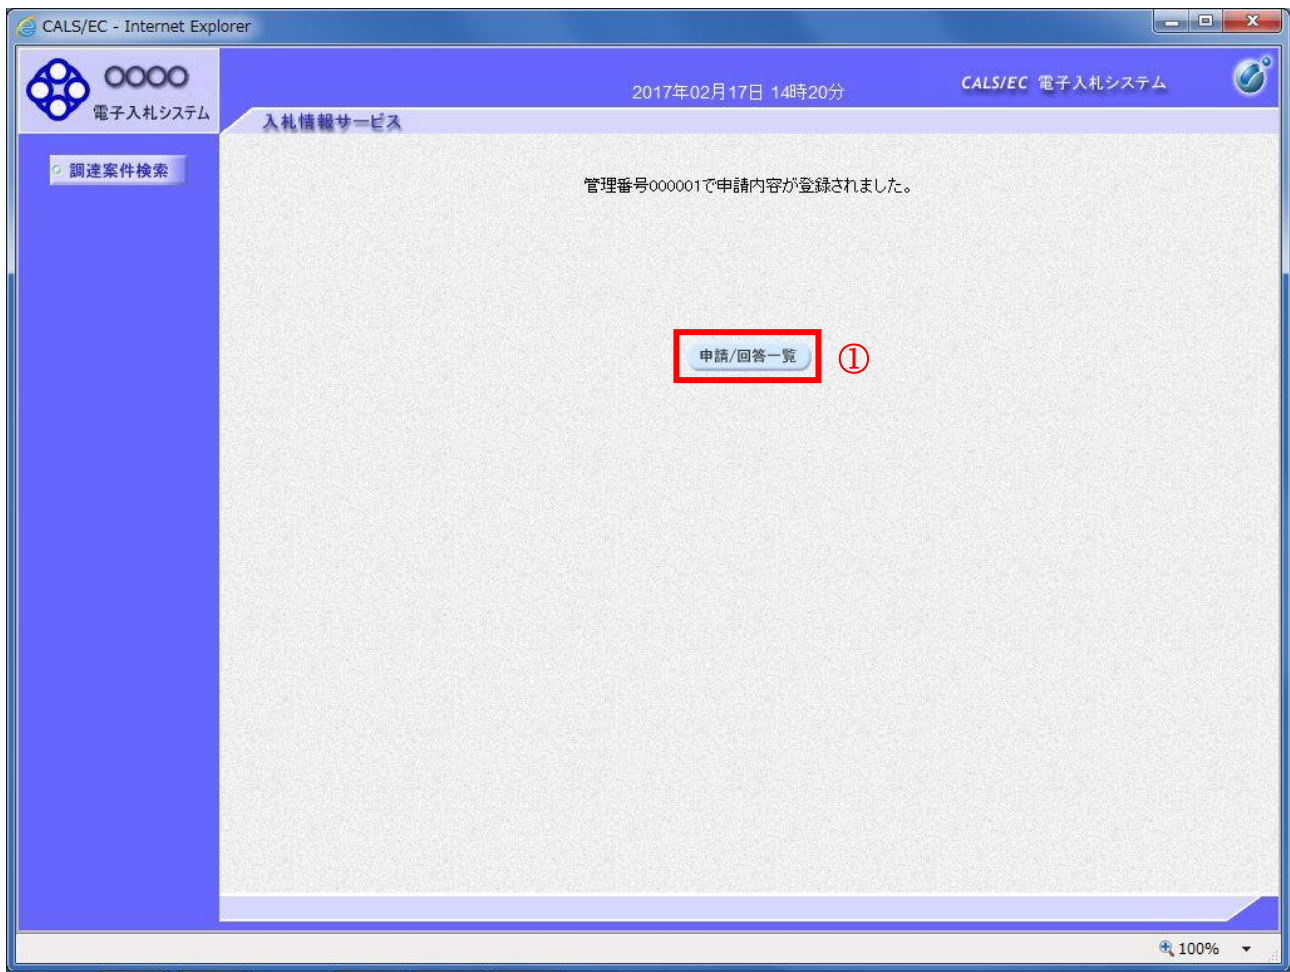 CALS/EC - Internet Explorer
〇〇〇〇
電子入札システム
2017年02月17日 14時20分
CALS/EC 電子入札システム
入札情報サービス
調達案件検索
管理番号000001で申請内容が登録されました。
申請/回答一覧
①
100%